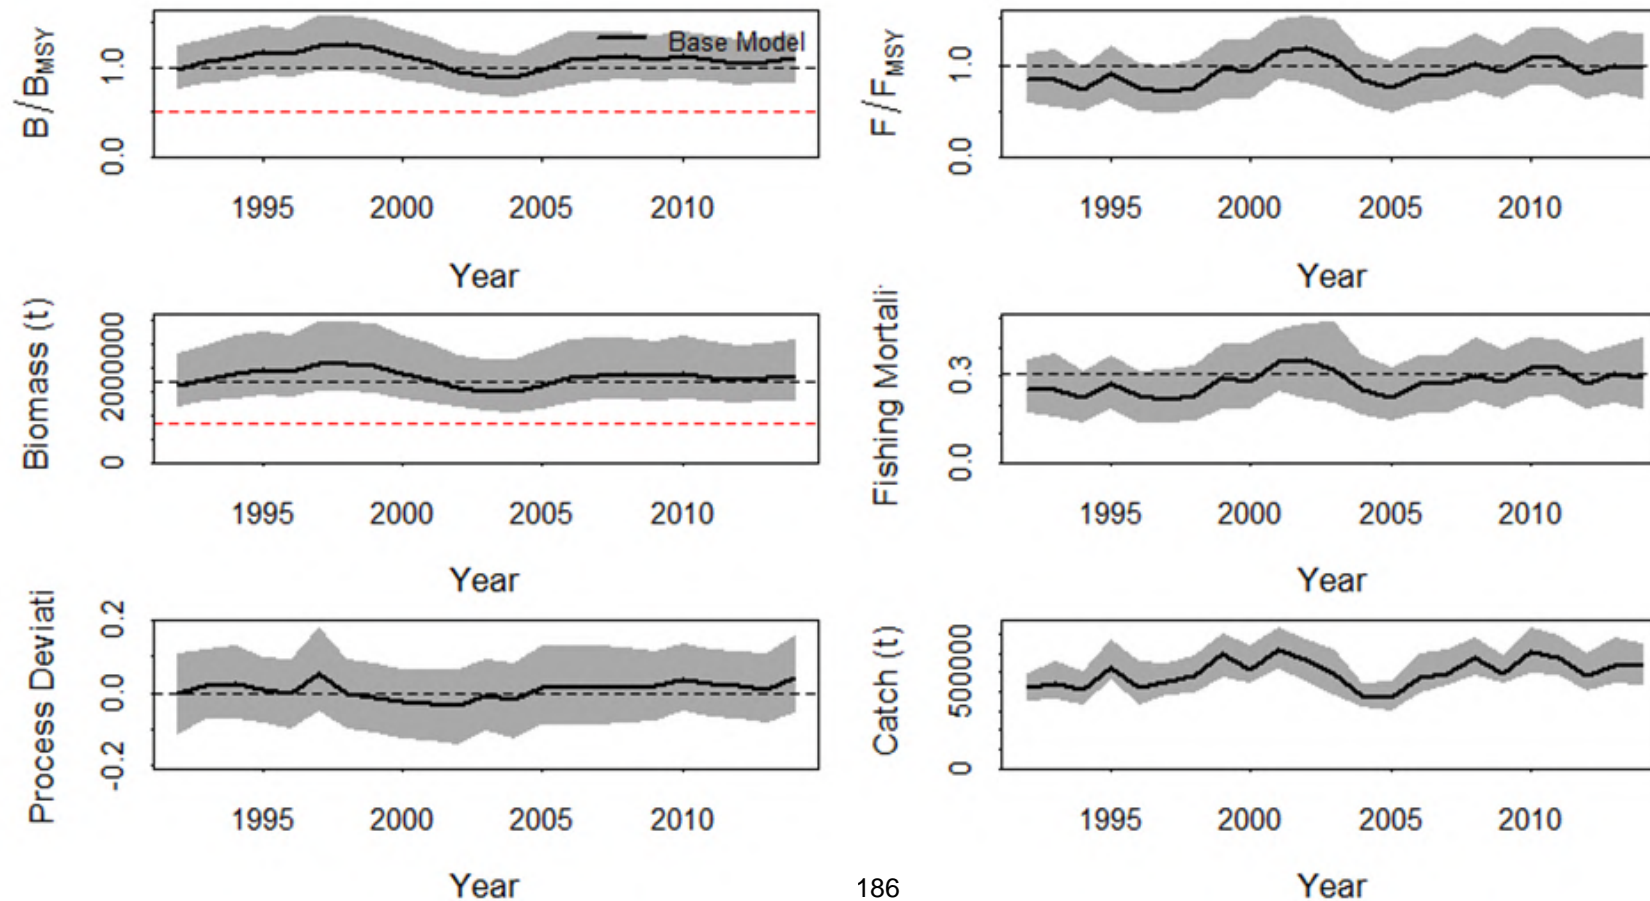 B/B_MSY
0.0 1.0
Base Model
1995 2000 2005 2010
Year
F/F_MSY
0.0 1.0
1995 2000 2005 2010
Year
Biomass (t)
0 2000000
1995 2000 2005 2010
Year
Fishing Mortali
0.0 0.3
1995 2000 2005 2010
Year
Process Deviati
-0.2 0.0 0.2
1995 2000 2005 2010
Year
Catch (t)
0 500000
1995 2000 2005 2010
Year
186